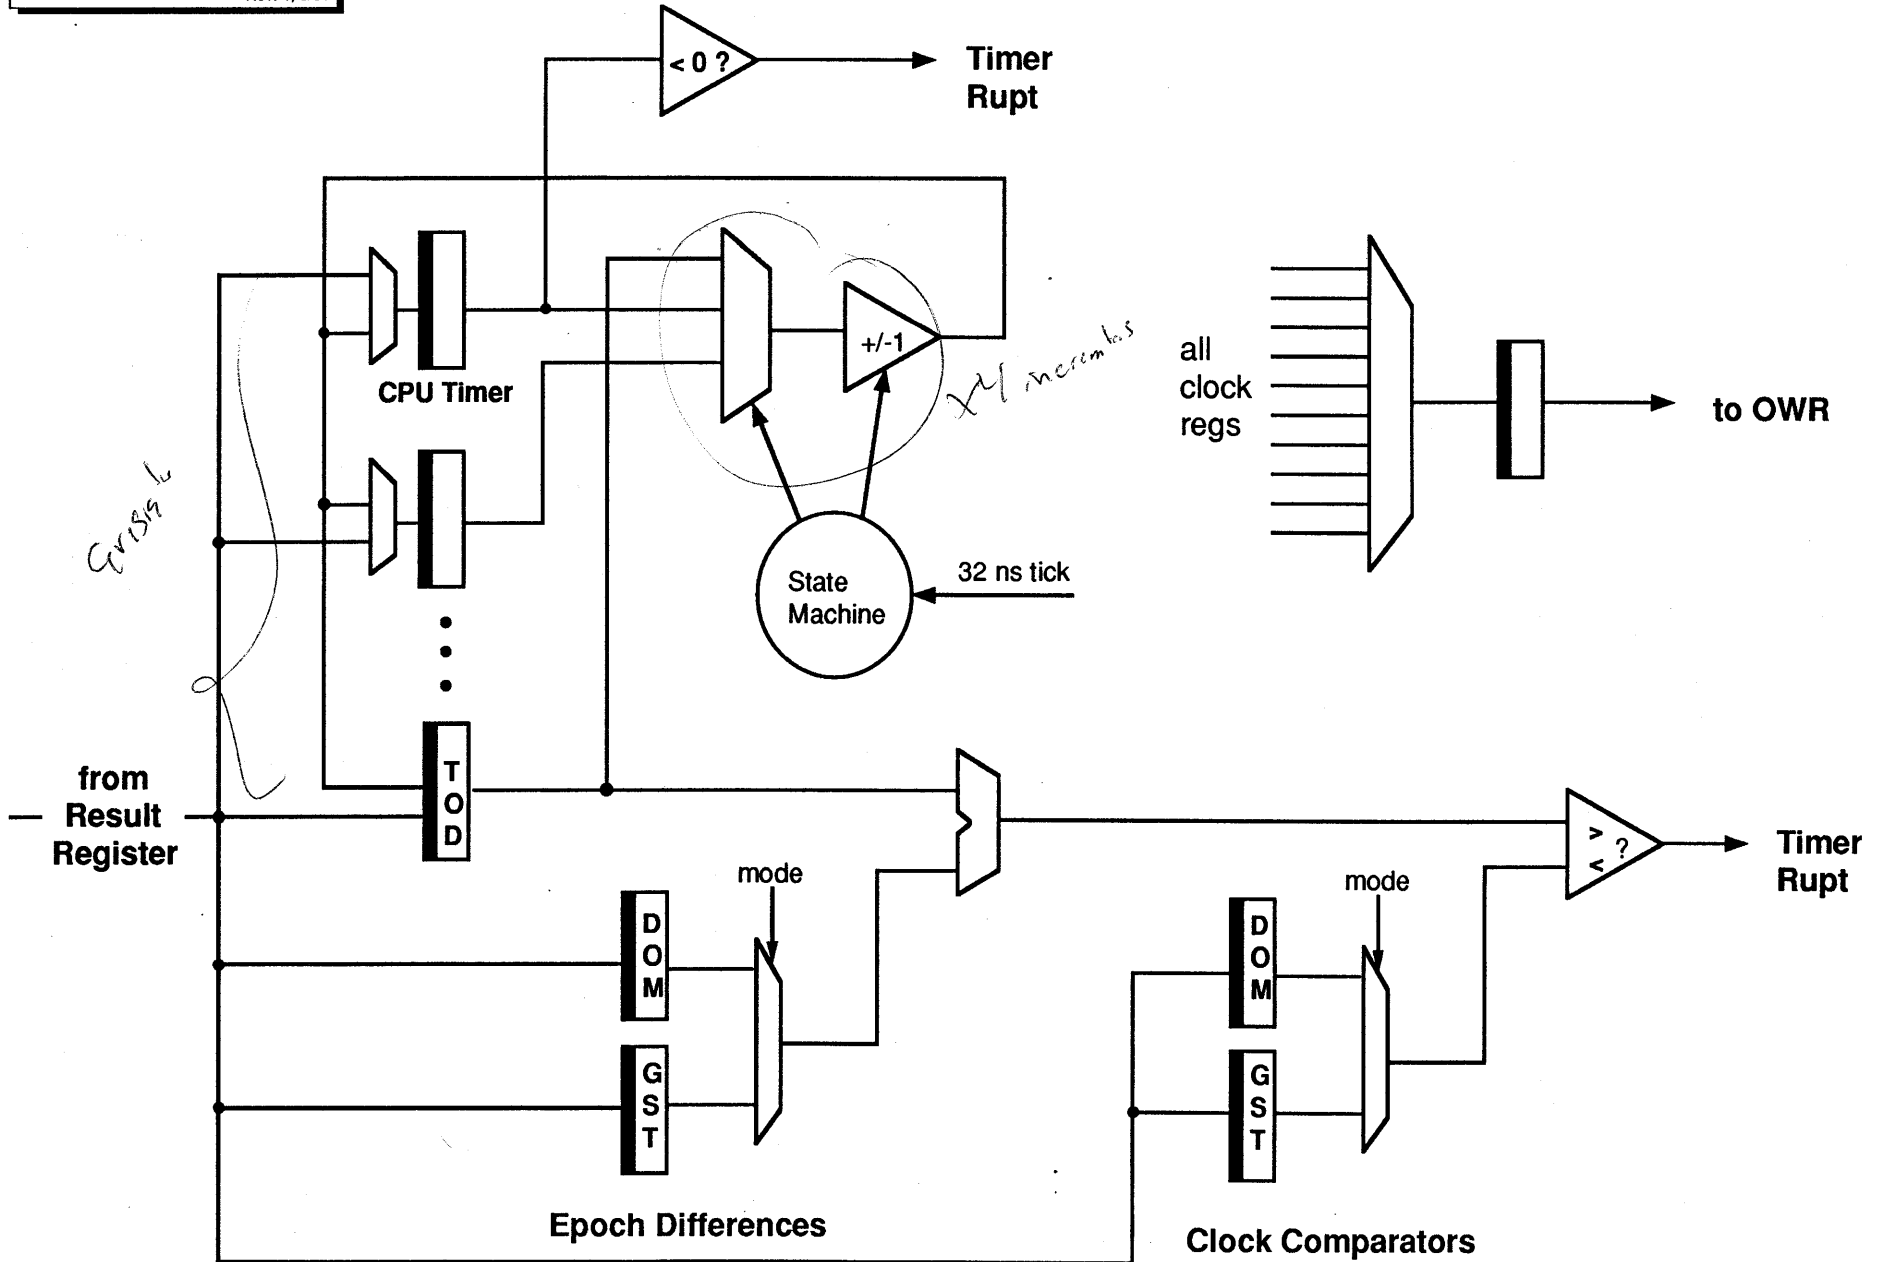 < 0 ?
Timer
Rupt
CPU Timer
+/-1
all
clock
regs
to OWR
State
Machine
32 ns tick
from
Result
Register
T
O
D
mode
D
O
M
G
S
T
Epoch Differences
mode
D
O
M
G
S
T
Clock Comparators
>
<
?
Timer
Rupt